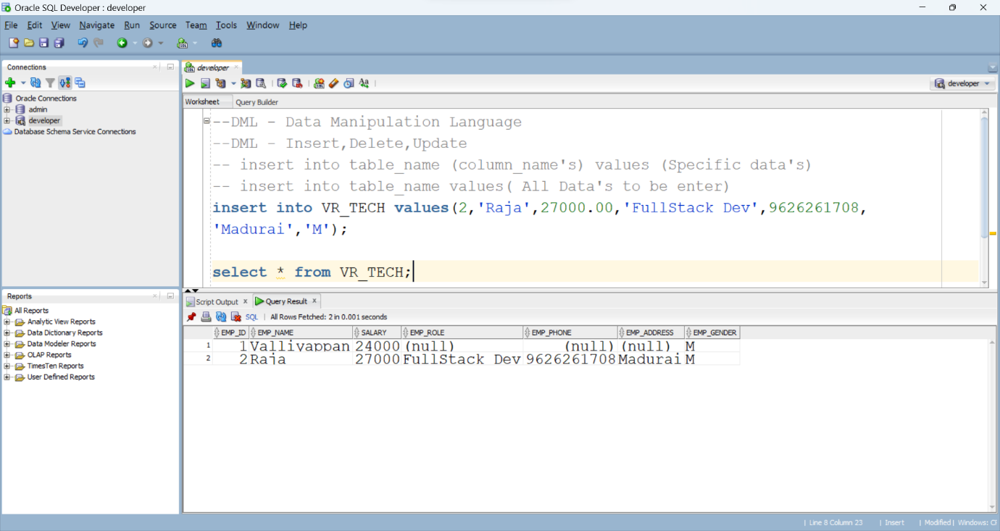 Oracle SQL Developer : developer
File Edit View Navigate Run Source Team Tools Window Help
Connections
Oracle Connections
admin
developer
Database Schema Service Connections
Reports
All Reports
Analytic View Reports
Data Dictionary Reports
Data Modeler Reports
OLAP Reports
TimesTen Reports
User Defined Reports
developer
developer
Worksheet Query Builder
--DML - Data Manipulation Language
--DML - Insert,Delete,Update
-- insert into table_name (column_name's) values (Specific data's)
-- insert into table_name values( All Data's to be enter)
insert into VR_TECH values(2,'Raja',27000.00,'FullStack Dev',9626261708,
'Madurai','M');
select * from VR_TECH;
Script Output x Query Result x
SQL | All Rows Fetched: 2 in 0.001 seconds
EMP_ID EMP_NAME SALARY EMP_ROLE EMP_PHONE EMP_ADDRESS EMP_GENDER
1 1 Valliyappan 24000 (null) (null) (null) M
2 2 Raja 27000 FullStack Dev 9626261708 Madurai M
| Line 8 Column 23 | Insert | Modified | Windows: CF